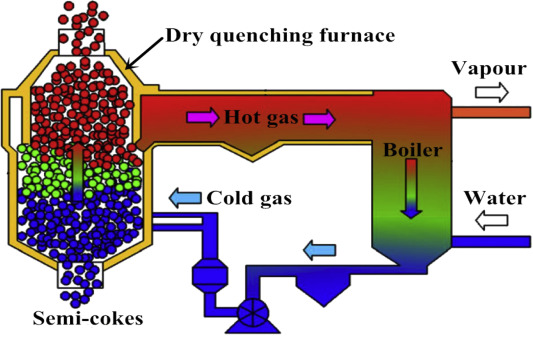 Dry quenching furnace
Vapour
Hot gas
Boiler
Cold gas
Water
Semi-cokes